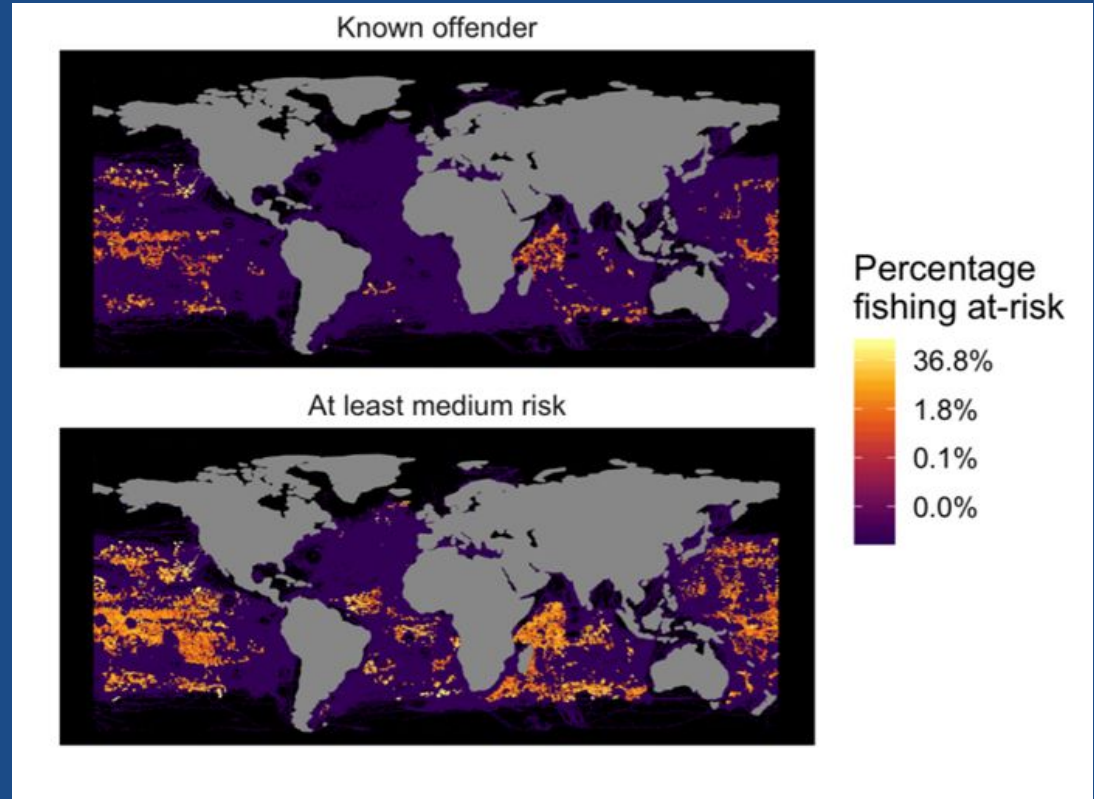 Known offender
Percentage
fishing at-risk
36.8%
1.8%
0.1%
0.0%
At least medium risk